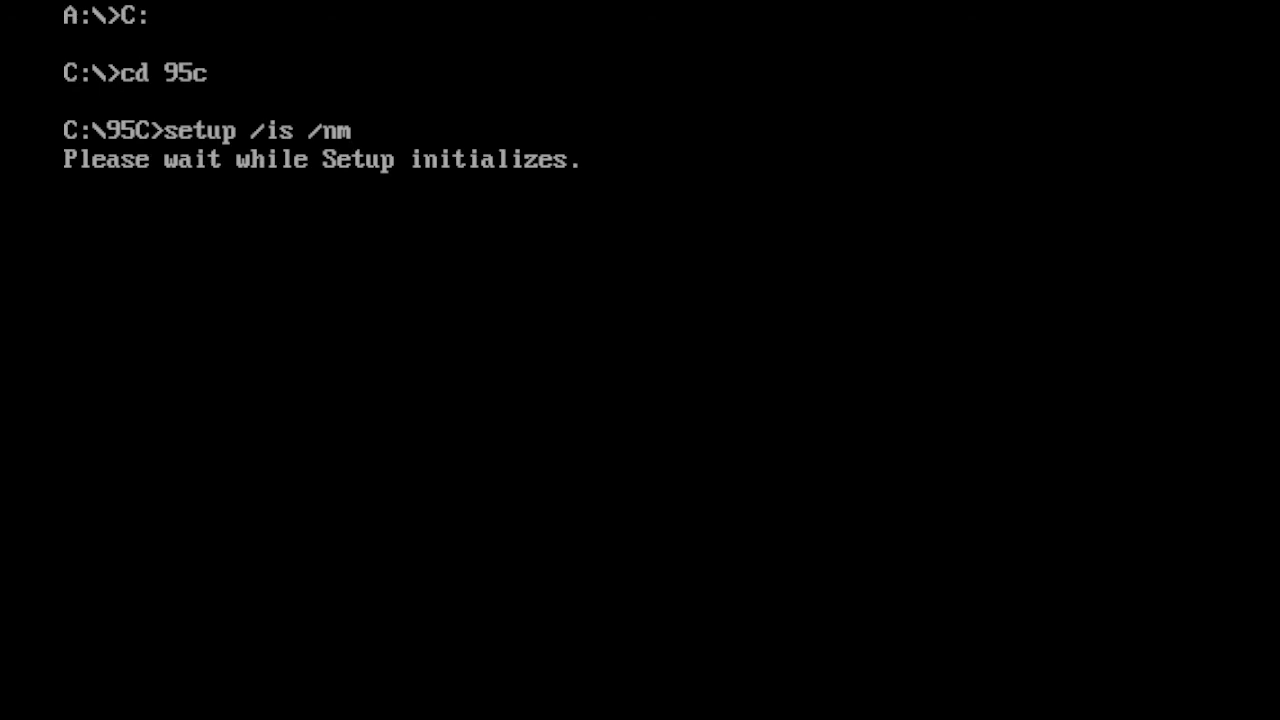 A:\>C:
C:\>cd 95c
C:\95C>setup /is /nm
Please wait while Setup initializes.